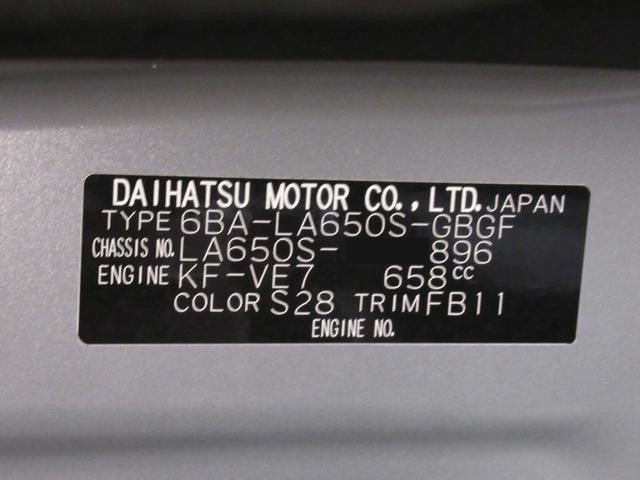 DAIHATSU MOTOR CO., LTD. JAPAN
TYPE 6BA-LA650S-GBGF
CHASSIS NO. LA650S- 896
ENGINE KF-VE7 658cc
COLOR S28 TRIM FB11
ENGINE NO.